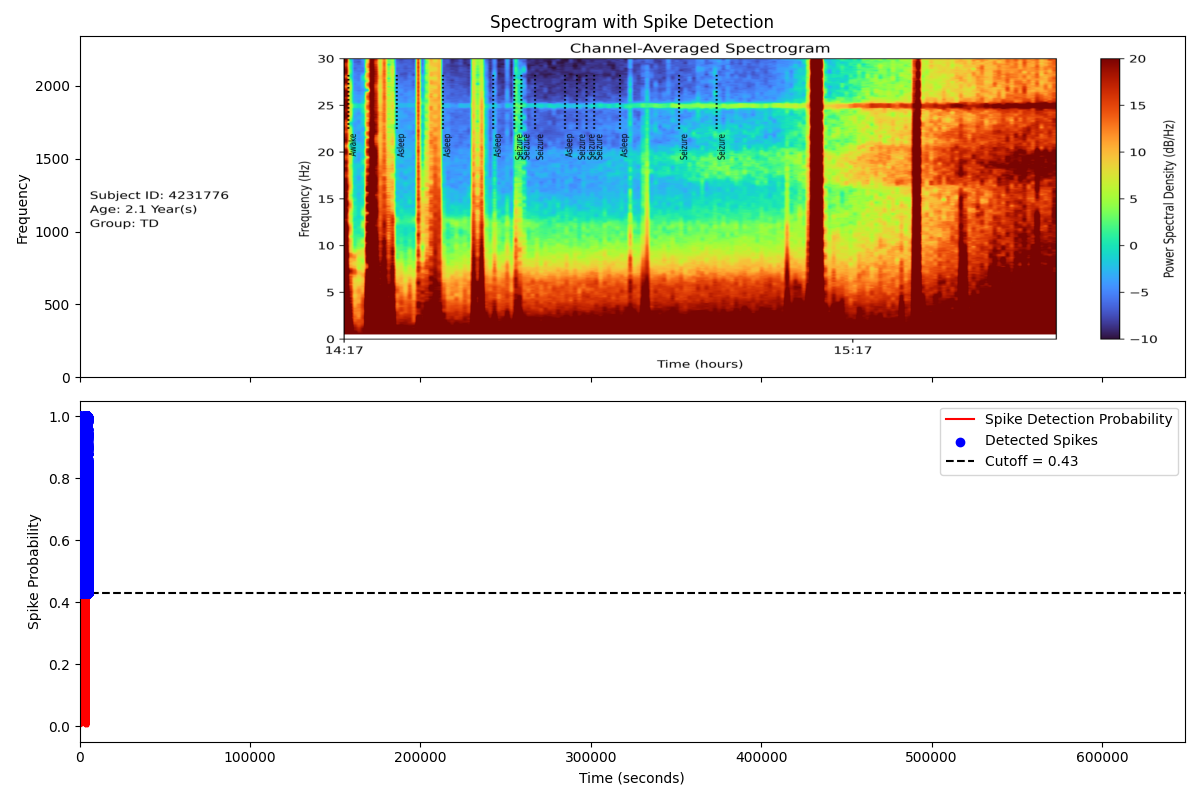 Spectrogram with Spike Detection
Channel-Averaged Spectrogram
Frequency
2000
1500
1000
500
0
Subject ID: 4231776
Age: 2.1 Year(s)
Group: TD
Frequency (Hz)
30
25
20
15
10
5
0
Awake
Asleep
Asleep
Asleep
Seizure
Seizure
Seizure
Asleep
Seizure
Seizure
Seizure
Asleep
Seizure
Seizure
14:17
15:17
Time (hours)
20
15
10
5
0
−5
−10
Power Spectral Density (dB/Hz)
Spike Probability
1.0
0.8
0.6
0.4
0.2
0.0
Spike Detection Probability
Detected Spikes
Cutoff = 0.43
0
100000
200000
300000
400000
500000
600000
Time (seconds)